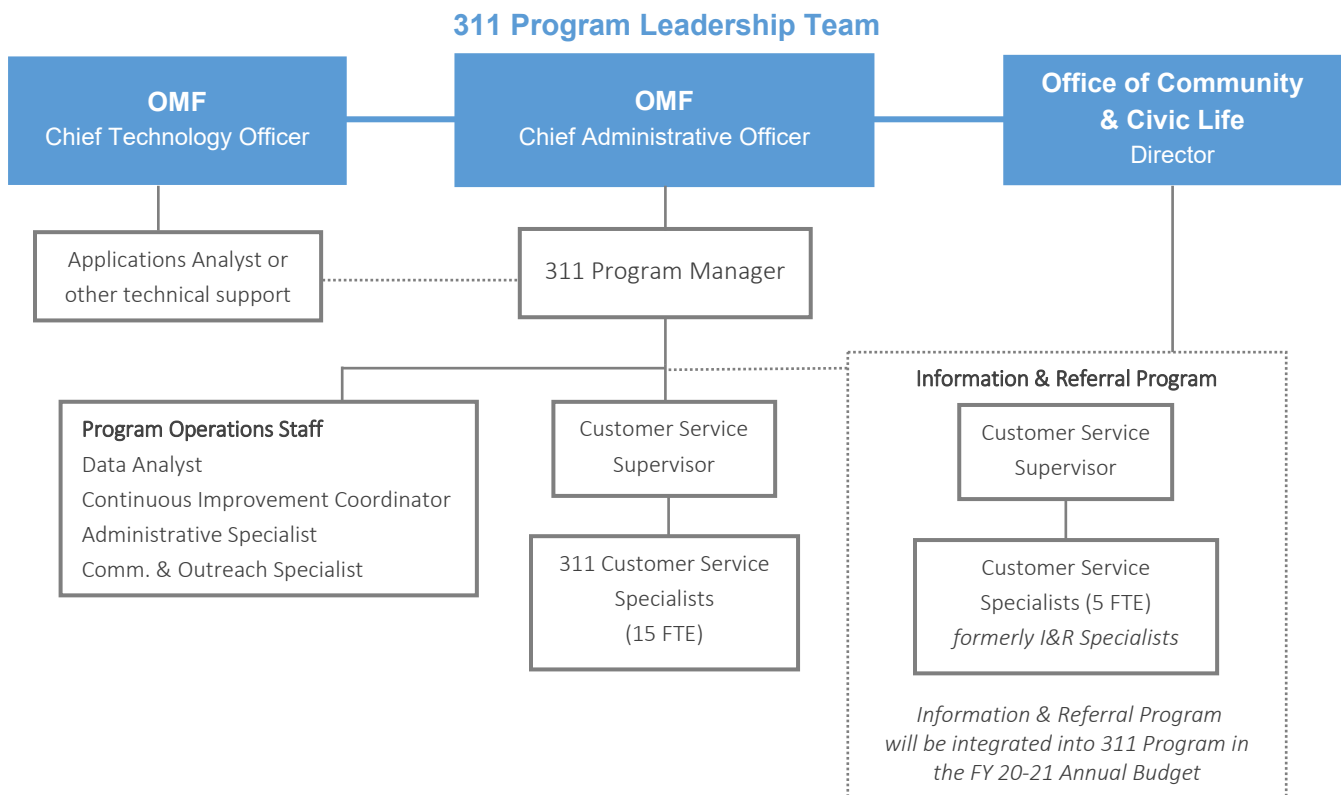 311 Program Leadership Team
OMF
Chief Technology Officer
OMF
Chief Administrative Officer
Office of Community
& Civic Life
Director
Applications Analyst or
other technical support
311 Program Manager
Program Operations Staff
Data Analyst
Continuous Improvement Coordinator
Administrative Specialist
Comm. & Outreach Specialist
Customer Service
Supervisor
311 Customer Service
Specialists
(15 FTE)
Information & Referral Program
Customer Service
Supervisor
Customer Service
Specialists (5 FTE)
formerly I&R Specialists
Information & Referral Program
will be integrated into 311 Program in
the FY 20-21 Annual Budget